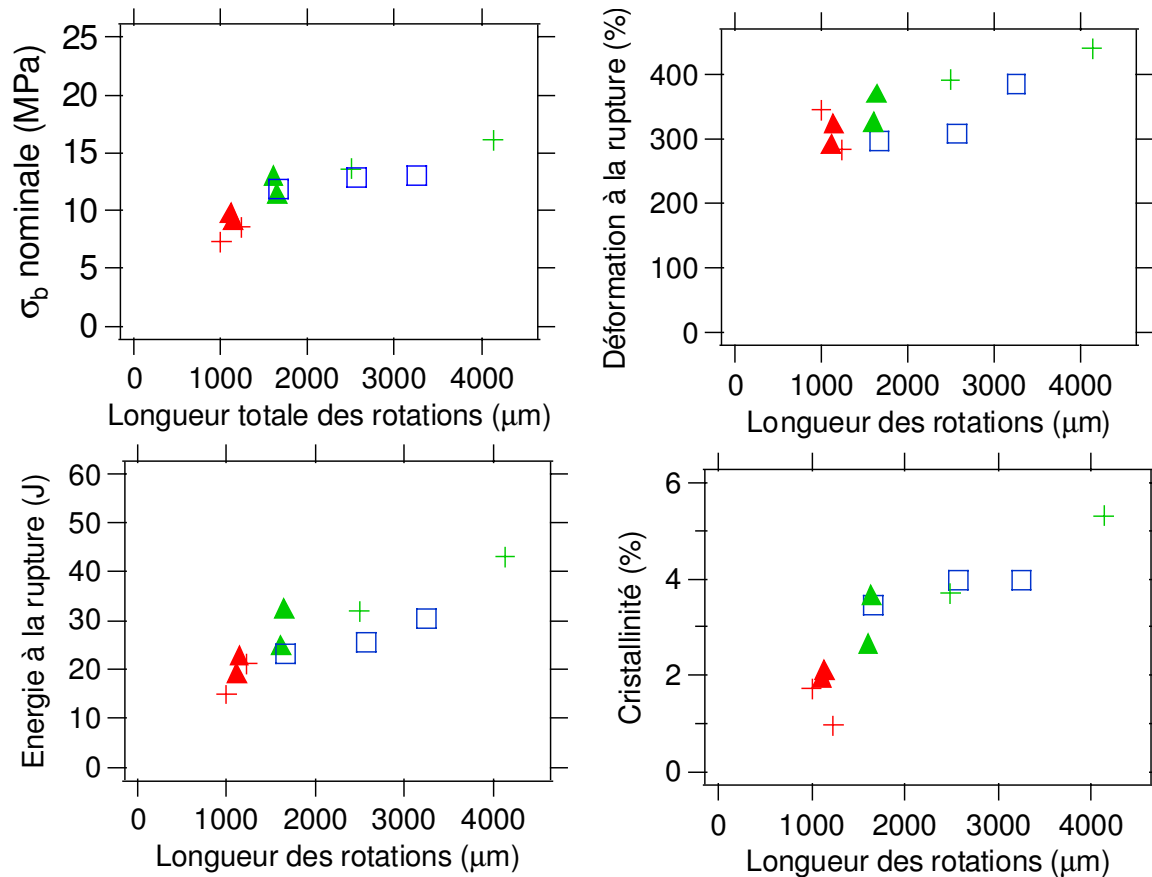 σb nominale (MPa)
25
20
15
10
5
0
0 1000 2000 3000 4000
Longueur totale des rotations (μm)
Déformation à la rupture (%)
400
300
200
100
0
0 1000 2000 3000 4000
Longueur des rotations (μm)
Energie à la rupture (J)
60
50
40
30
20
10
0
0 1000 2000 3000 4000
Longueur des rotations (μm)
Cristallinité (%)
6
4
2
0
0 1000 2000 3000 4000
Longueur des rotations (μm)